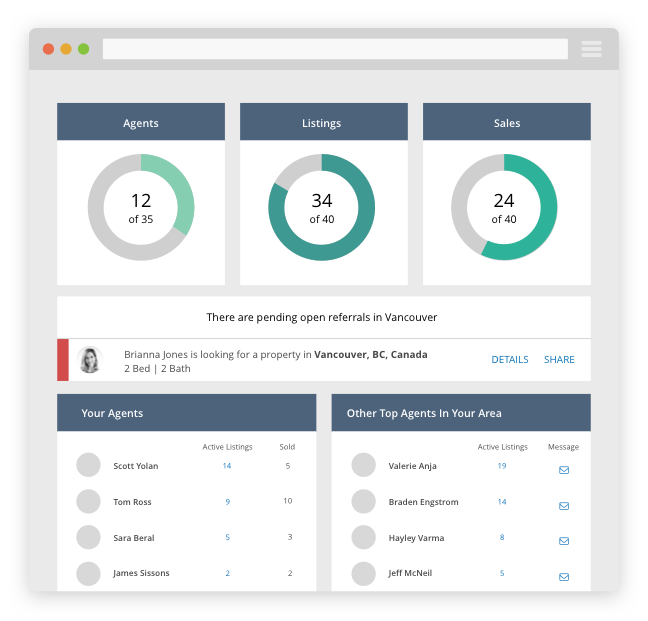 Agents
12
of 35
Listings
34
of 40
Sales
24
of 40
There are pending open referrals in Vancouver
Brianna Jones is looking for a property in Vancouver, BC, Canada
2 Bed | 2 Bath
DETAILS SHARE
Your Agents
Active Listings Sold
Scott Yolan 14 5
Tom Ross 9 10
Sara Beral 5 3
James Sissons 2 2
Other Top Agents In Your Area
Active Listings Message
Valerie Anja 19
Braden Engstrom 14
Hayley Varma 8
Jeff McNeil 5